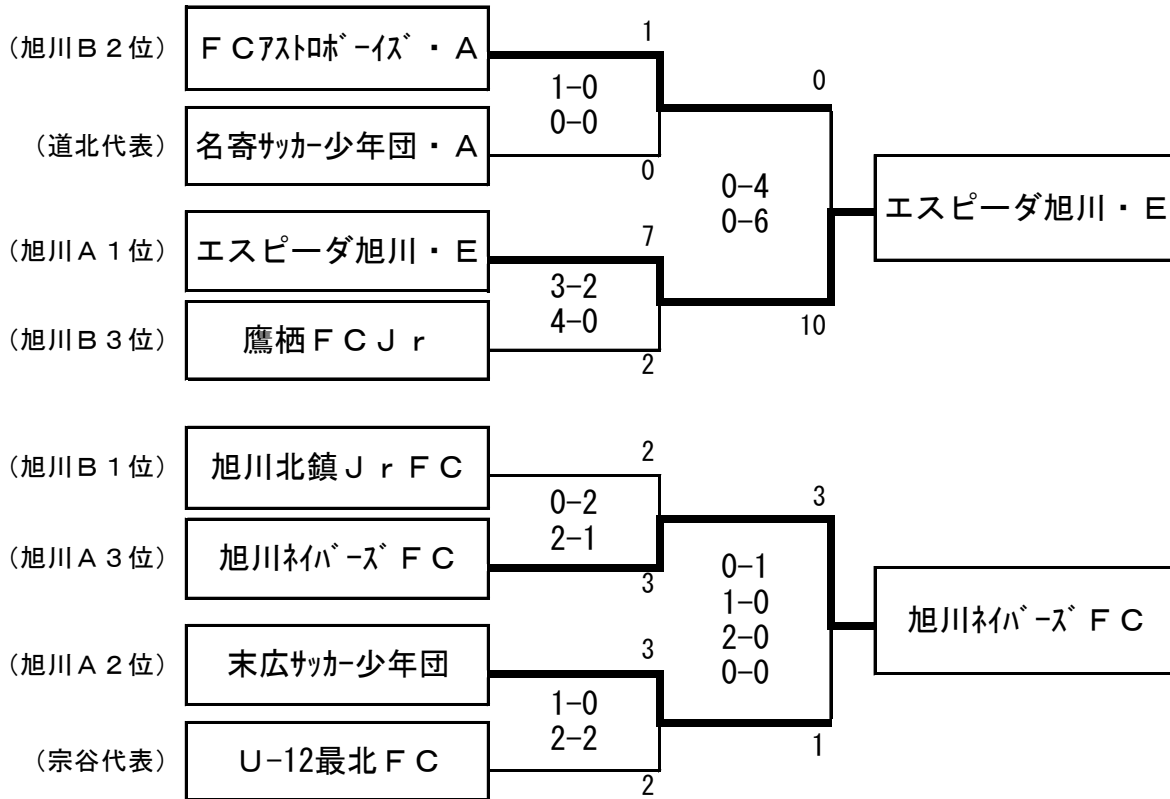 (旭川B2位) FCｱｽﾄﾛﾎﾞｰｲｽﾞ・A
1
1-0
0-0
0
(道北代表) 名寄ｻｯｶｰ少年団・A
0
0-4
0-6
エスピーダ旭川・E
(旭川A1位) エスピーダ旭川・E
7
3-2
4-0
10
(旭川B3位) 鷹栖FCJr
2
(旭川B1位) 旭川北鎮JrFC
2
0-2
2-1
3
(旭川A3位) 旭川ﾈｲﾊﾞｰｽﾞFC
3
0-1
1-0
2-0
0-0
旭川ﾈｲﾊﾞｰｽﾞFC
(旭川A2位) 末広ｻｯｶｰ少年団
3
1-0
2-2
1
(宗谷代表) U-12最北FC
2